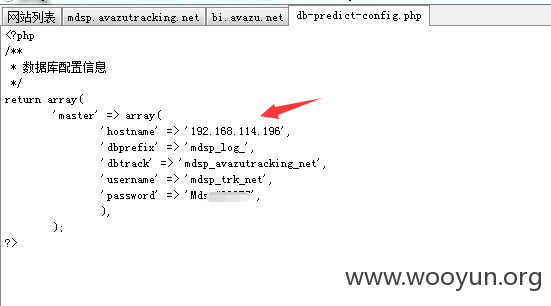 网站列表 mdsp.avazutracking.net bi.avazu.net db-predict-config.php
<?php
/**
 * 数据库配置信息
 */
return array(
'master' => array(
'hostname' => '192.168.114.196',
'dbprefix' => 'mdsp_log_',
'dbtrack' => 'mdsp_avazutracking_net',
'username' => 'mdsp_trk_net',
'password' =>
),
);
?>
www.wooyun.org